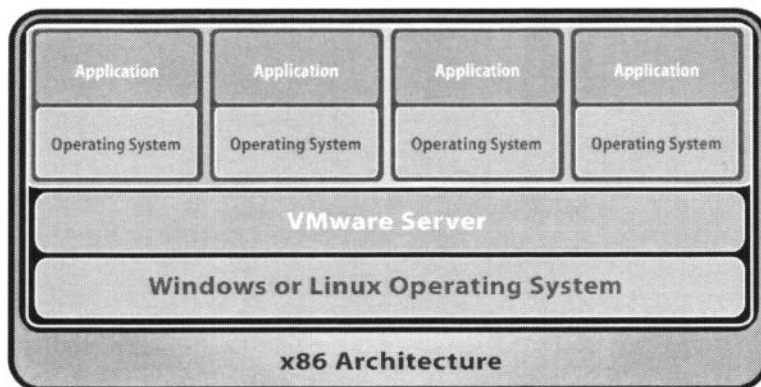 Application Application Application Application
Operating System Operating System Operating System Operating System
VMware Server
Windows or Linux Operating System
x86 Architecture